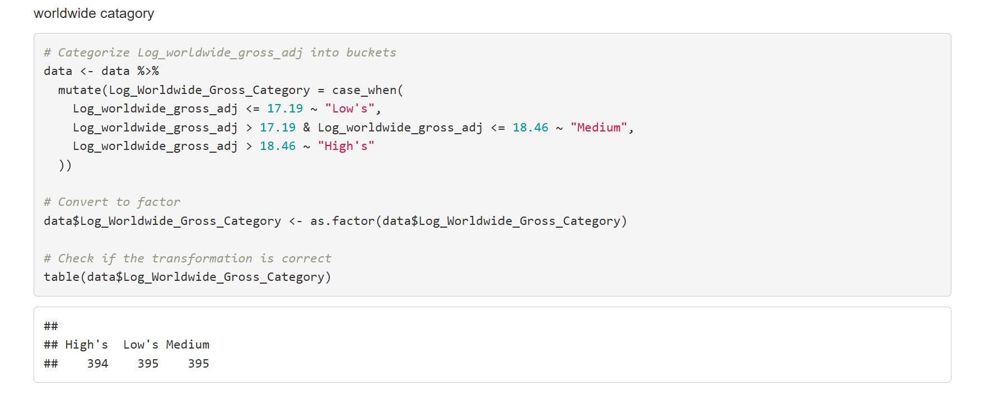 worldwide catagory
# Categorize Log_worldwide_gross_adj into buckets
data <- data %>%
  mutate(Log_Worldwide_Gross_Category = case_when(
    Log_worldwide_gross_adj <= 17.19 ~ "Low's",
    Log_worldwide_gross_adj > 17.19 & Log_worldwide_gross_adj <= 18.46 ~ "Medium",
    Log_worldwide_gross_adj > 18.46 ~ "High's"
  ))
# Convert to factor
data$Log_Worldwide_Gross_Category <- as.factor(data$Log_Worldwide_Gross_Category)
# Check if the transformation is correct
table(data$Log_Worldwide_Gross_Category)
##
## High's  Low's Medium
##    394    395    395